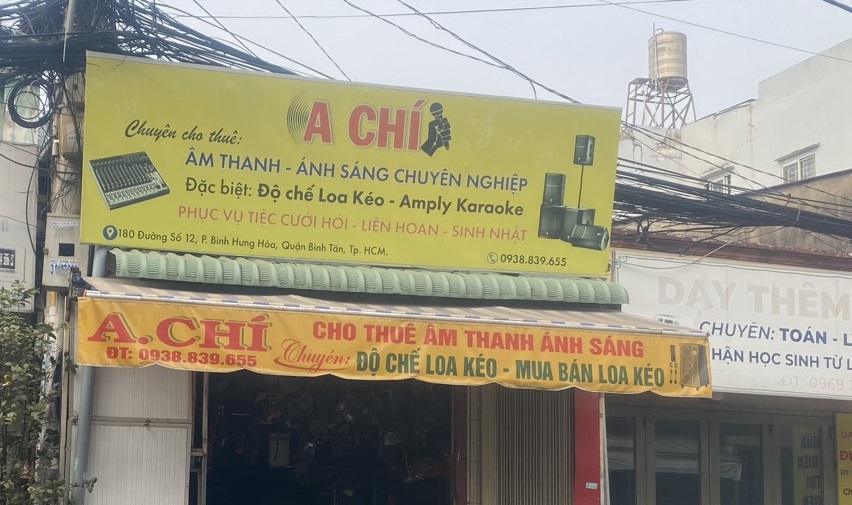 A CHÍ
Chuyên cho thuê:
ÂM THANH - ÁNH SÁNG CHUYÊN NGHIỆP
Đặc biệt: Độ chế Loa Kéo - Amply Karaoke
PHỤC VỤ TIỆC CƯỚI HỎI - LIÊN HOAN - SINH NHẬT
180 Đường Số 12, P. Bình Hưng Hòa, Quận Bình Tân, Tp. HCM.
0938.839.655
A.CHÍ
ĐT: 0938.839.655
CHO THUÊ ÂM THANH ÁNH SÁNG
Chuyên: ĐỘ CHẾ LOA KÉO - MUA BÁN LOA KÉO
DẠY THÊM
CHUYÊN: TOÁN - L
HẬN HỌC SINH TỪ L
ĐT: 0969.